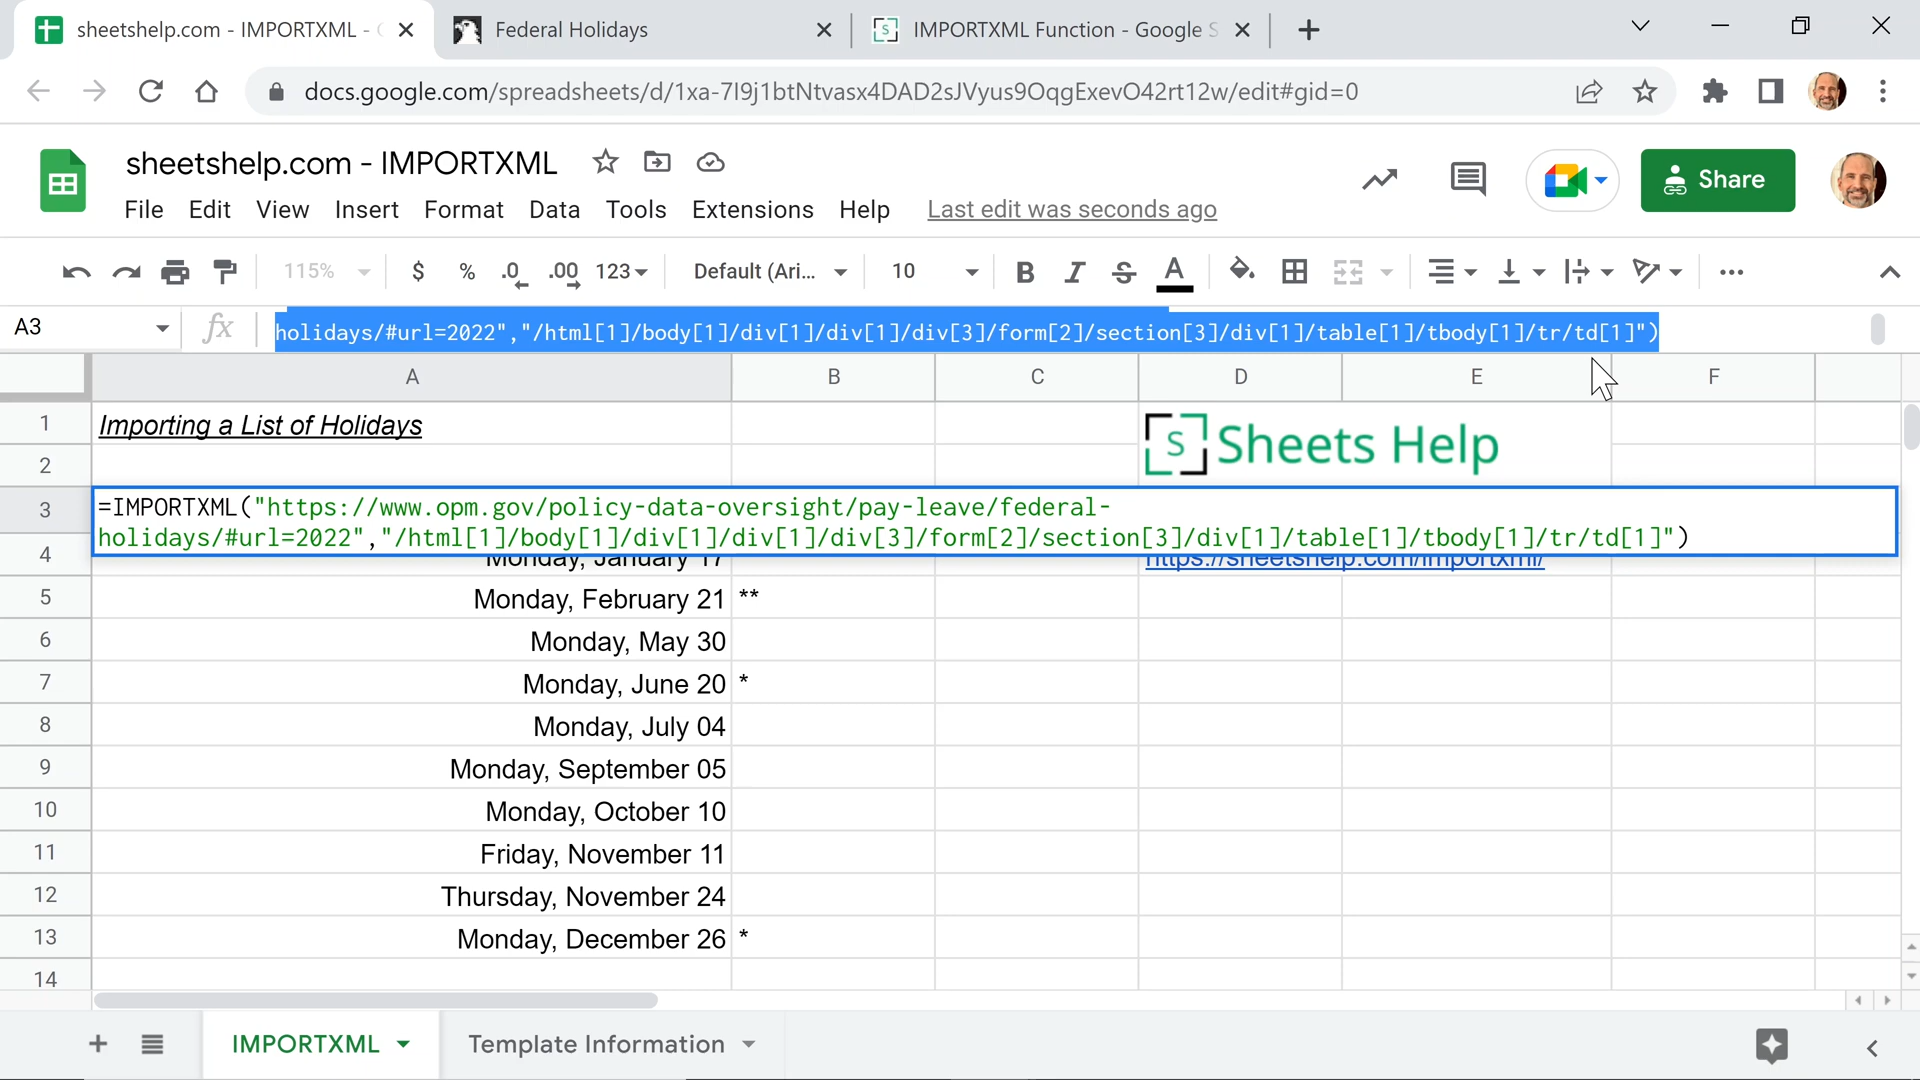 sheetshelp.com - IMPORTXML -
Federal Holidays
IMPORTXML Function - Google S
docs.google.com/spreadsheets/d/1xa-7I9j1btNtvasx4DAD2sJVyus9OqgExevO42rt12w/edit#gid=0
sheetshelp.com - IMPORTXML
File Edit View Insert Format Data Tools Extensions Help Last edit was seconds ago
Share
115% $ % .0 .00 123 Default (Ari... 10 B I S A
A3 fx holidays/#url=2022","/html[1]/body[1]/div[1]/div[1]/div[3]/form[2]/section[3]/div[1]/table[1]/tbody[1]/tr/td[1]")
A B C D E F
1 Importing a List of Holidays
S Sheets Help
2
3 =IMPORTXML("https://www.opm.gov/policy-data-oversight/pay-leave/federal-
holidays/#url=2022","/html[1]/body[1]/div[1]/div[1]/div[3]/form[2]/section[3]/div[1]/table[1]/tbody[1]/tr/td[1]")
4 Monday, January 17 https://sheetshelp.com/importxml/
5 Monday, February 21 **
6 Monday, May 30
7 Monday, June 20 *
8 Monday, July 04
9 Monday, September 05
10 Monday, October 10
11 Friday, November 11
12 Thursday, November 24
13 Monday, December 26 *
14
IMPORTXML Template Information